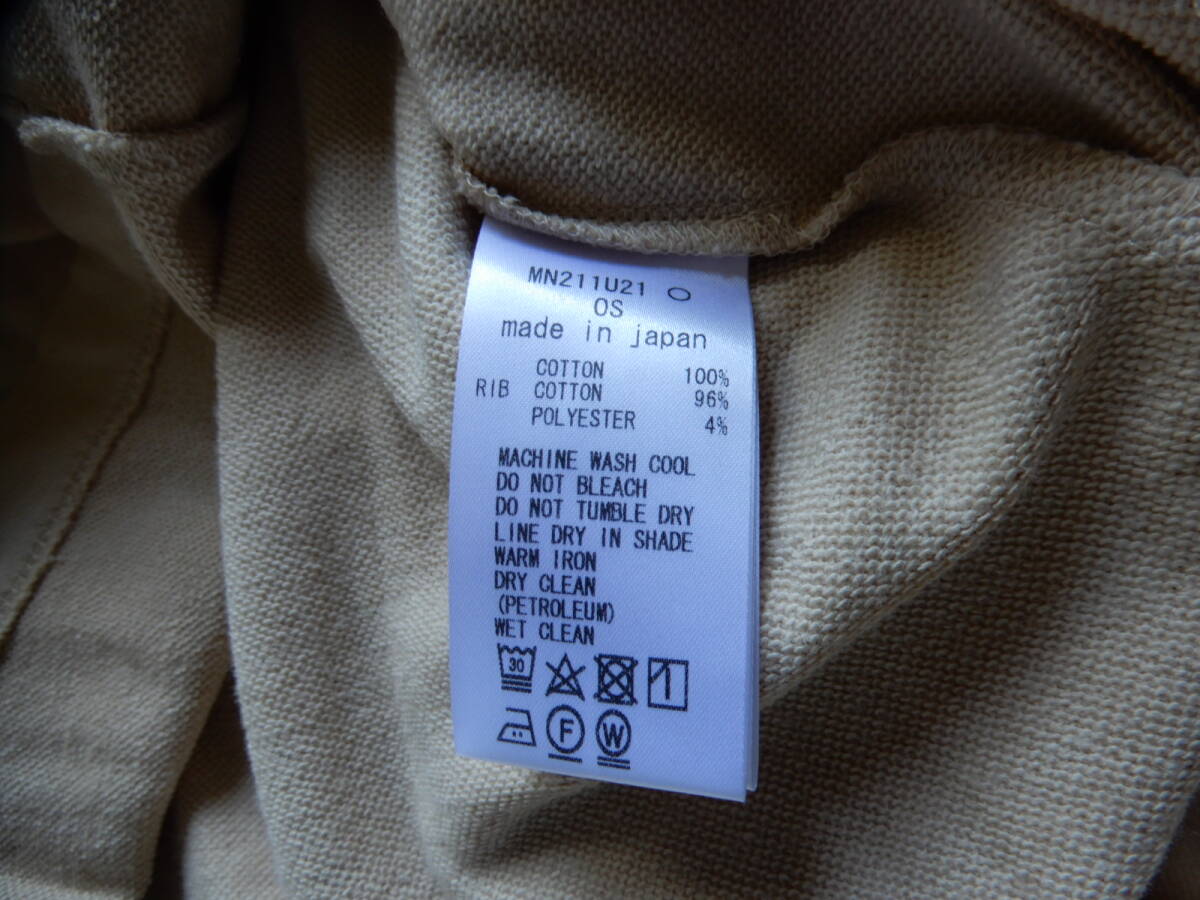 MN211U21 ○
OS
made in japan
COTTON 100%
RIB COTTON 96%
POLYESTER 4%
MACHINE WASH COOL
DO NOT BLEACH
DO NOT TUMBLE DRY
LINE DRY IN SHADE
WARM IRON
DRY CLEAN
(PETROLEUM)
WET CLEAN
30
F W